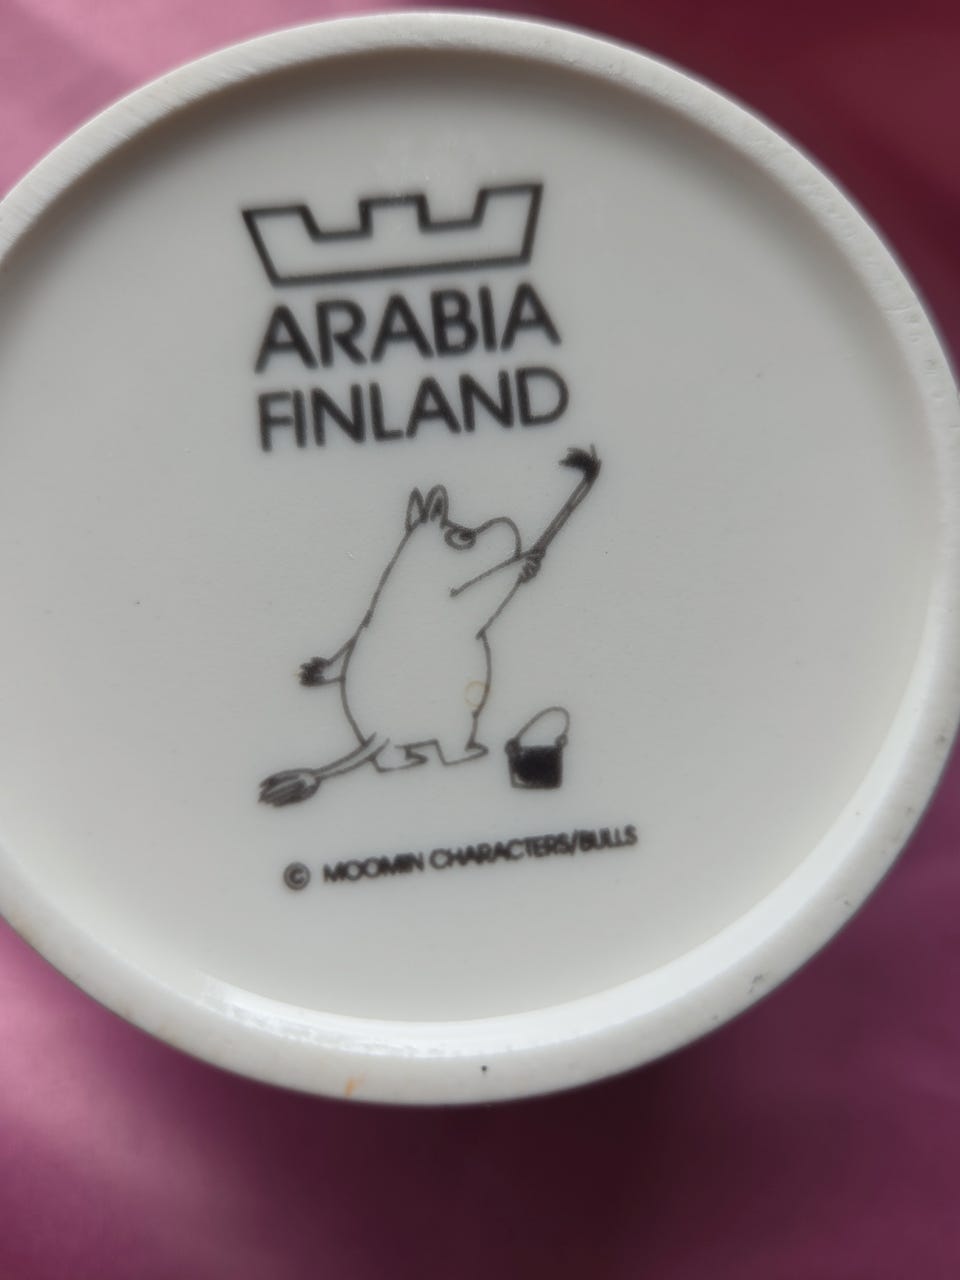 ARABIA
FINLAND
© MOOMIN CHARACTERS/BULLS